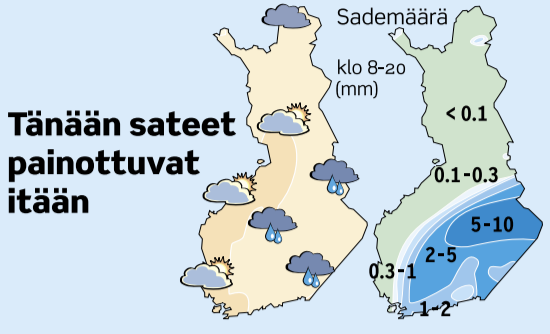 Tänään sateet
painottuvat
itään
Sademäärä
klo 8-20
(mm)
< 0.1
0.1-0.3
5-10
2-5
0.3-1
1-2